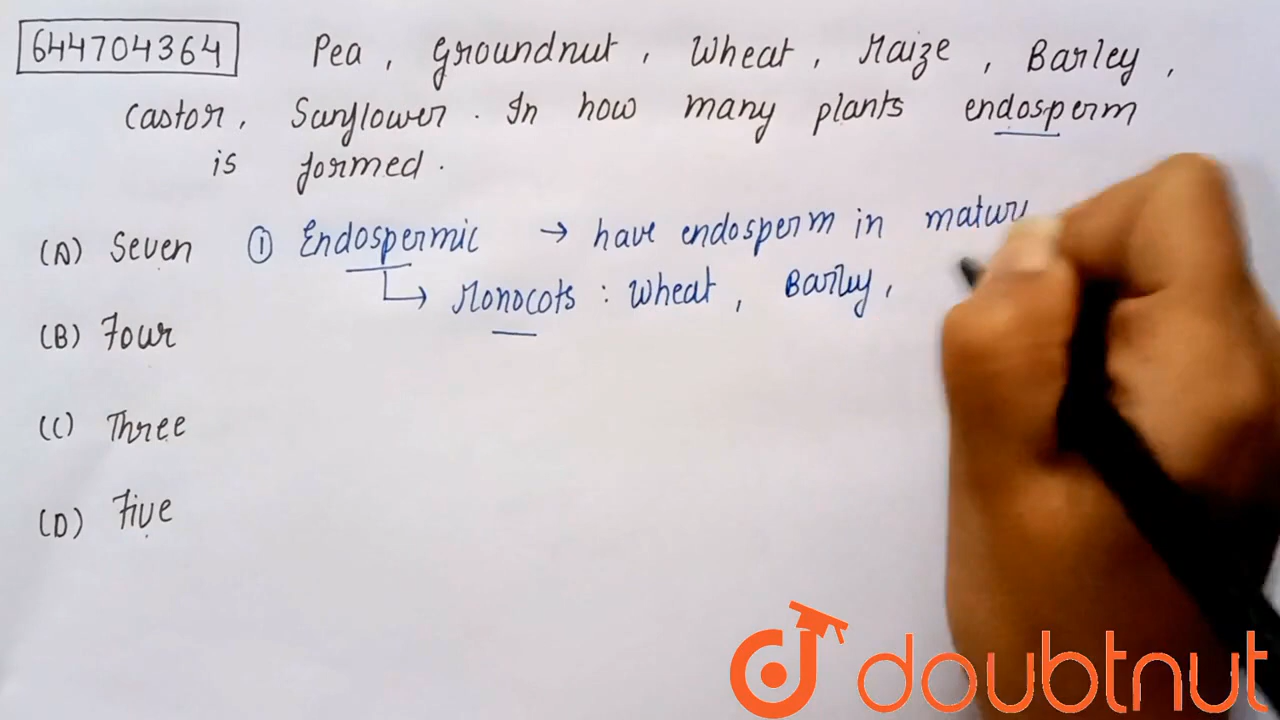 644704364 Pea, Groundnut, Wheat, Maize, Barley,
Castor, Sunflower. In how many plants endosperm
is formed.
(A) Seven ① Endospermic → have endosperm in matur
↳ Monocots : Wheat, Barley,
(B) Four
(C) Three
(D) Five
doubtnut